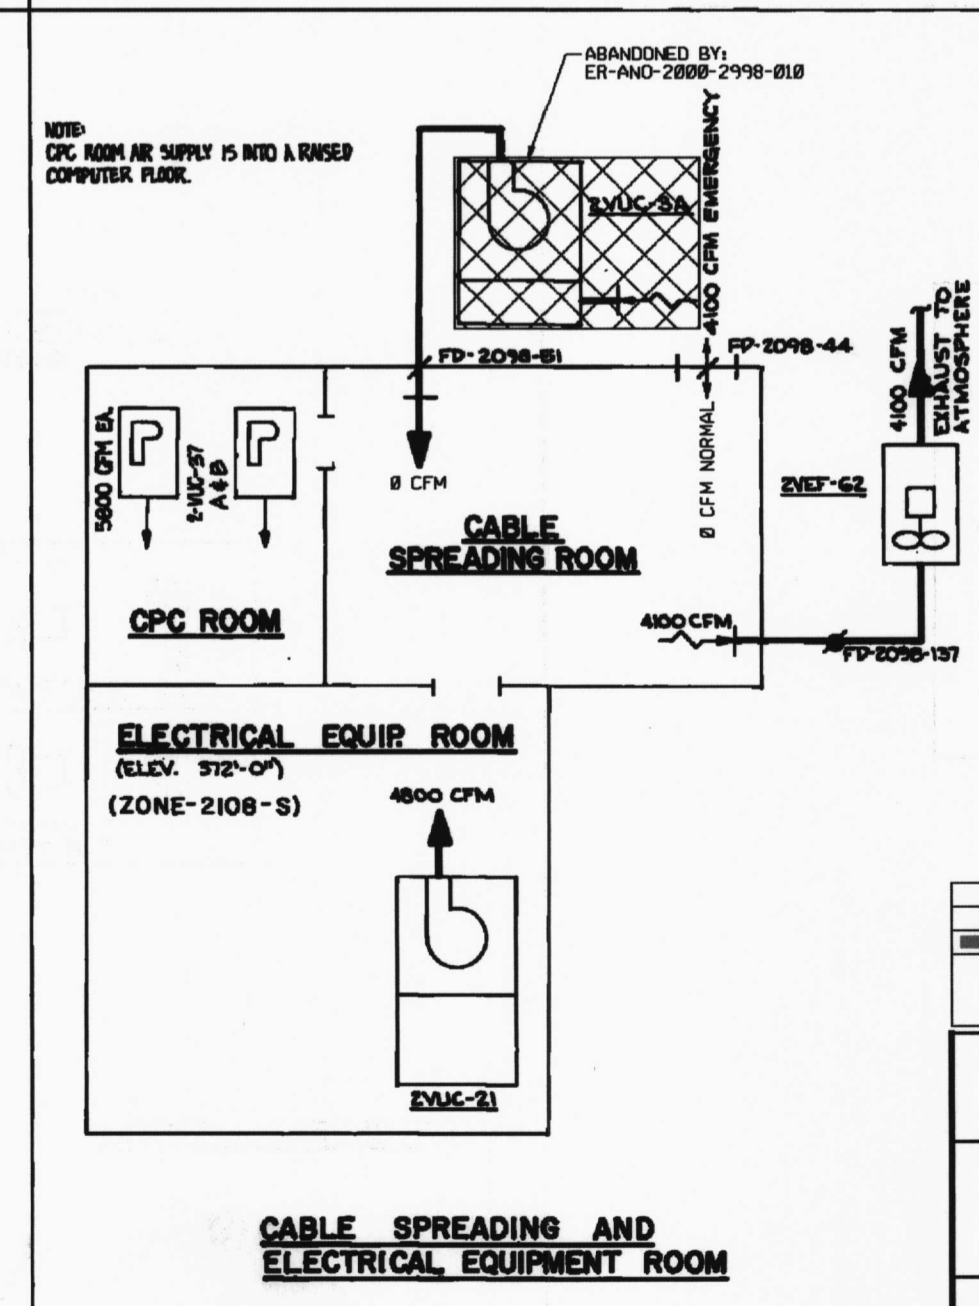 ABANDONED BY:
ER-ANO-2000-2998-010
NOTE:
CPC ROOM AIR SUPPLY IS INTO A RAISED
COMPUTER FLOOR.
2VUC-3A
4100 CFM EMERGENCY
FD-2098-51
FD-2098-44
4100 CFM
EXHAUST TO
ATMOSPHERE
5800 CFM EA.
2-VUC-37
A & B
0 CFM
0 CFM NORMAL
2VEF-62
CABLE
SPREADING ROOM
CPC ROOM
4100 CFM
FD-2098-137
ELECTRICAL EQUIP. ROOM
(ELEV. 372'-0")
(ZONE-2108-S)
4800 CFM
2VUC-21
CABLE SPREADING AND
ELECTRICAL EQUIPMENT ROOM